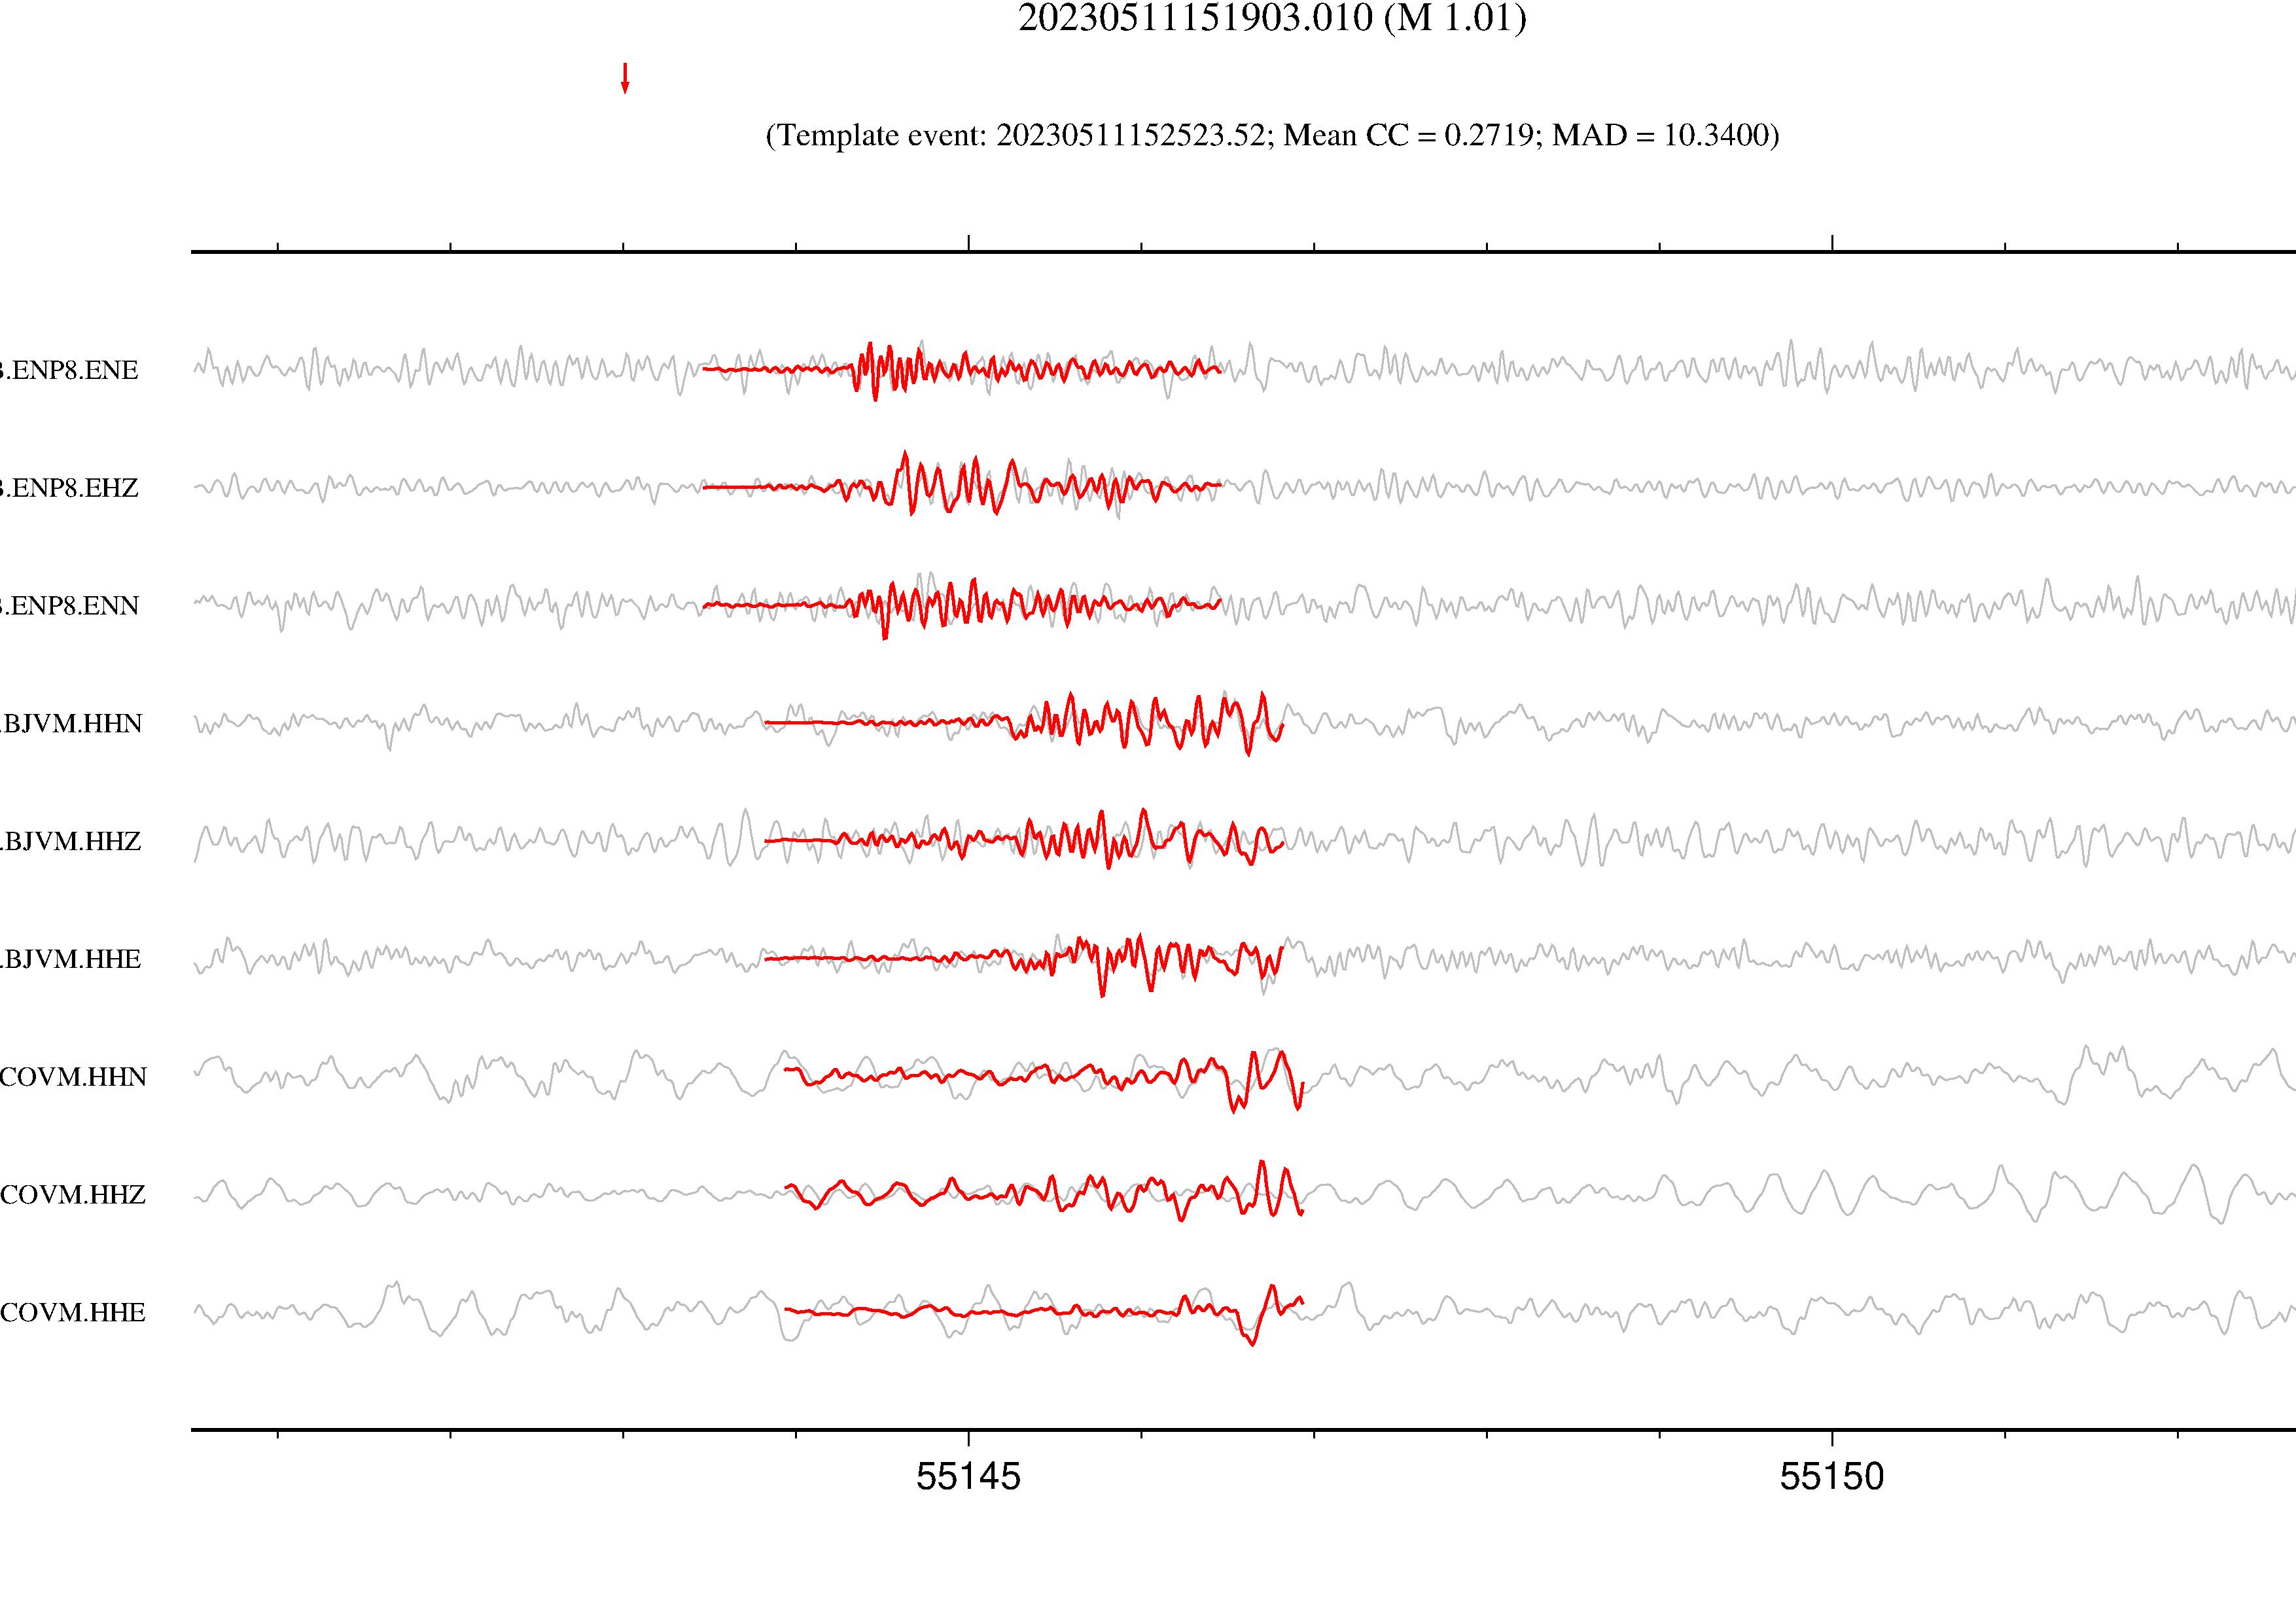 20230511151903.010 (M 1.01)
(Template event: 20230511152523.52; Mean CC = 0.2719; MAD = 10.3400)
.ENP8.ENE
.ENP8.EHZ
.ENP8.ENN
.BJVM.HHN
.BJVM.HHZ
.BJVM.HHE
COVM.HHN
COVM.HHZ
COVM.HHE
55145 55150